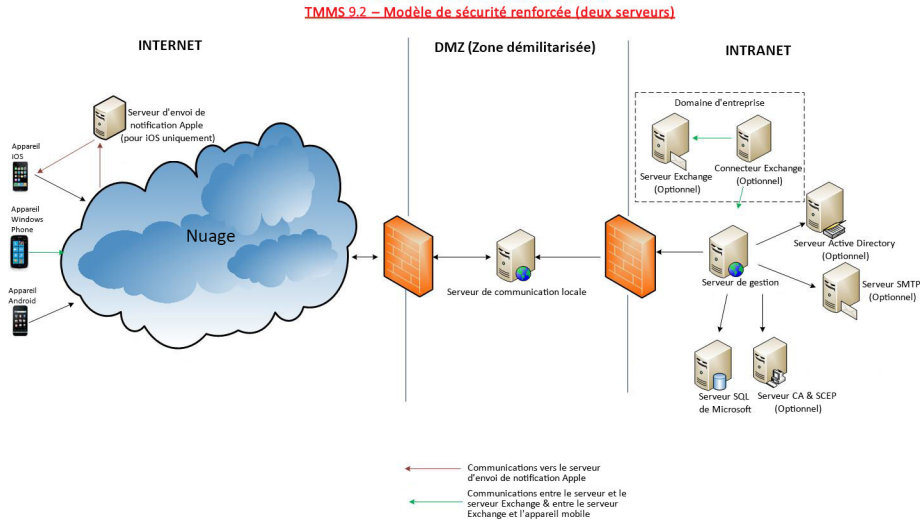 TMMS 9.2 – Modèle de sécurité renforcée (deux serveurs)
INTERNET
DMZ (Zone démilitarisée)
INTRANET
Serveur d'envoi de
notification Apple
(pour iOS uniquement)
Appareil
iOS
Appareil
Windows
Phone
Appareil
Android
Nuage
Serveur de communication locale
Domaine d'entreprise
Serveur Exchange
(Optionnel)
Connecteur Exchange
(Optionnel)
Serveur de gestion
Serveur Active Directory
(Optionnel)
Serveur SMTP
(Optionnel)
Serveur SQL
de Microsoft
Serveur CA & SCEP
(Optionnel)
Communications vers le serveur
d'envoi de notification Apple
Communications entre le serveur et le
serveur Exchange & entre le serveur
Exchange et l'appareil mobile